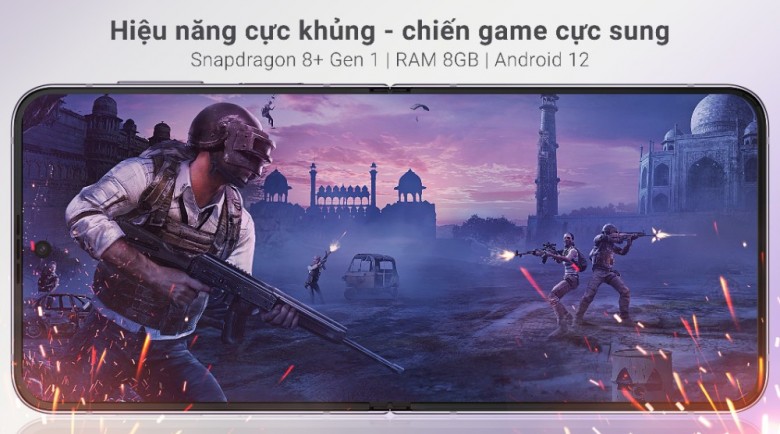 Hiệu năng cực khủng - chiến game cực sung
Snapdragon 8+ Gen 1 | RAM 8GB | Android 12